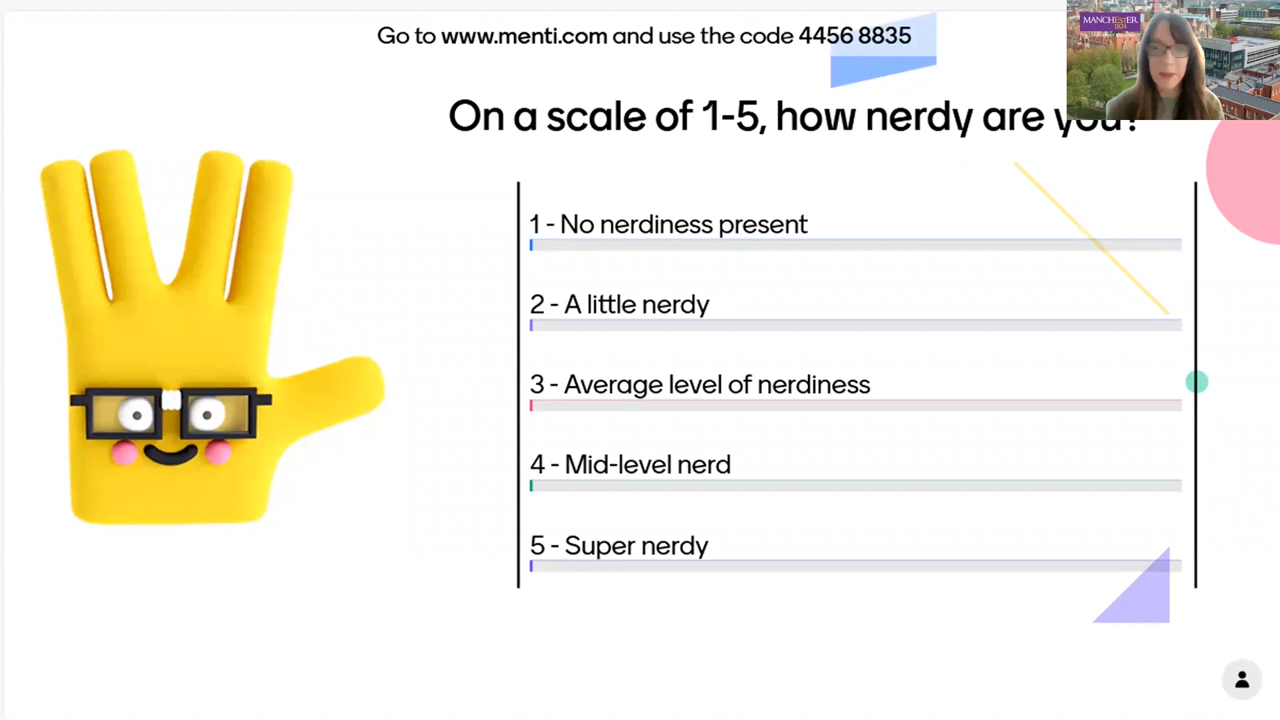 Go to www.menti.com and use the code 4456 8835
MANCHESTER
1824
On a scale of 1-5, how nerdy are you?
1 - No nerdiness present
2 - A little nerdy
3 - Average level of nerdiness
4 - Mid-level nerd
5 - Super nerdy